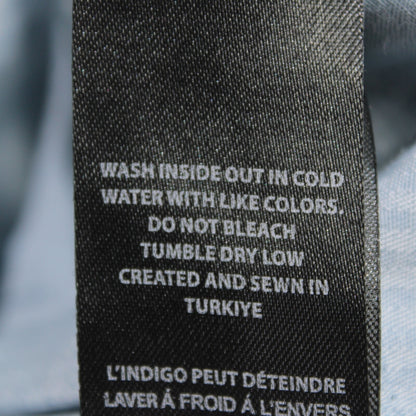 WASH INSIDE OUT IN COLD
WATER WITH LIKE COLORS.
DO NOT BLEACH
TUMBLE DRY LOW
CREATED AND SEWN IN
TURKIYE
L'INDIGO PEUT DÉTEINDRE
LAVER À FROID À L'ENVERS